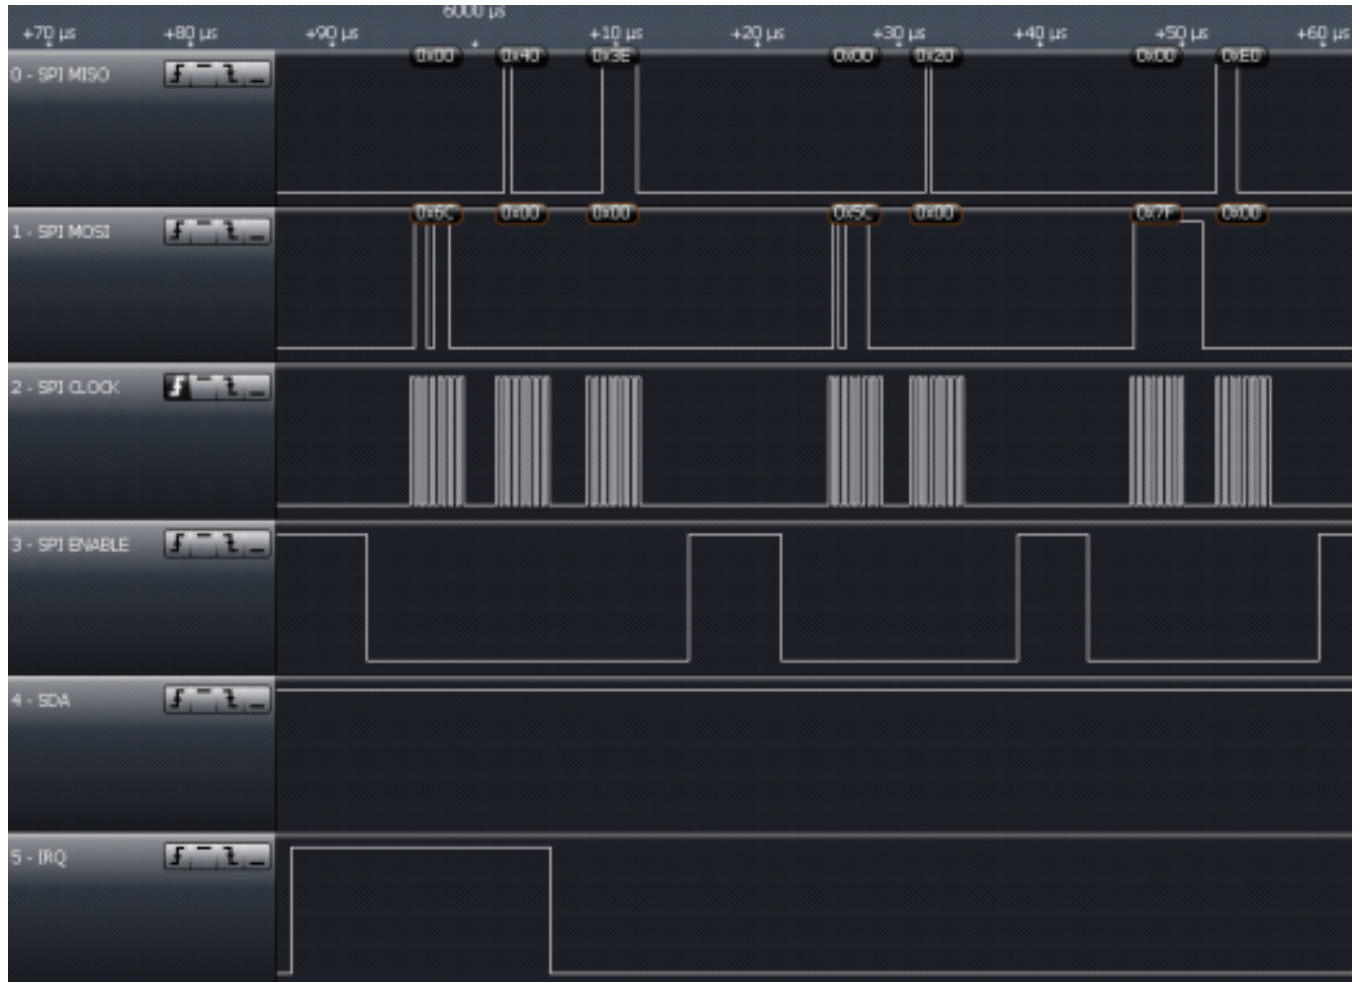 6000 µs
+70 µs +80 µs +90 µs +10 µs +20 µs +30 µs +40 µs +50 µs +60 µs
0x00 0x40 0x3E 0x00 0x20 0x00 0xE0
0 - SPI MISO
0x6C 0x00 0x00 0x5C 0x00 0x7F 0x00
1 - SPI MOSI
2 - SPI CLOCK
3 - SPI ENABLE
4 - SDA
5 - IRQ